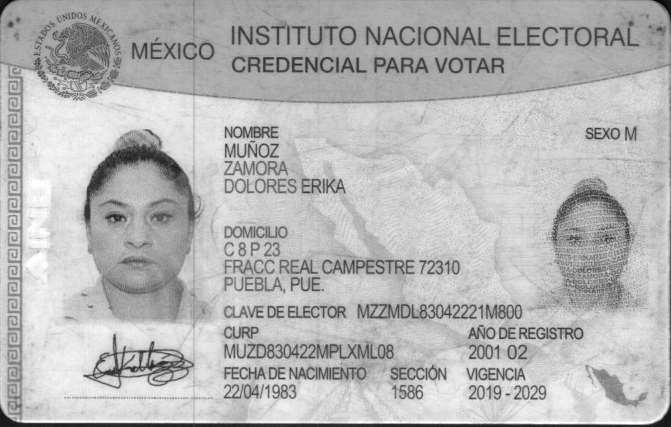 ESTADOS UNIDOS MEXICANOS
MÉXICO INSTITUTO NACIONAL ELECTORAL
CREDENCIAL PARA VOTAR
NOMBRE SEXO M
MUÑOZ
ZAMORA
DOLORES ERIKA
DOMICILIO
C 8 P 23
FRACC REAL CAMPESTRE 72310
PUEBLA, PUE.
CLAVE DE ELECTOR MZZMDL83042221M800
CURP AÑO DE REGISTRO
MUZD830422MPLXML08 2001 02
FECHA DE NACIMIENTO SECCIÓN VIGENCIA
22/04/1983 1586 2019 - 2029
INE